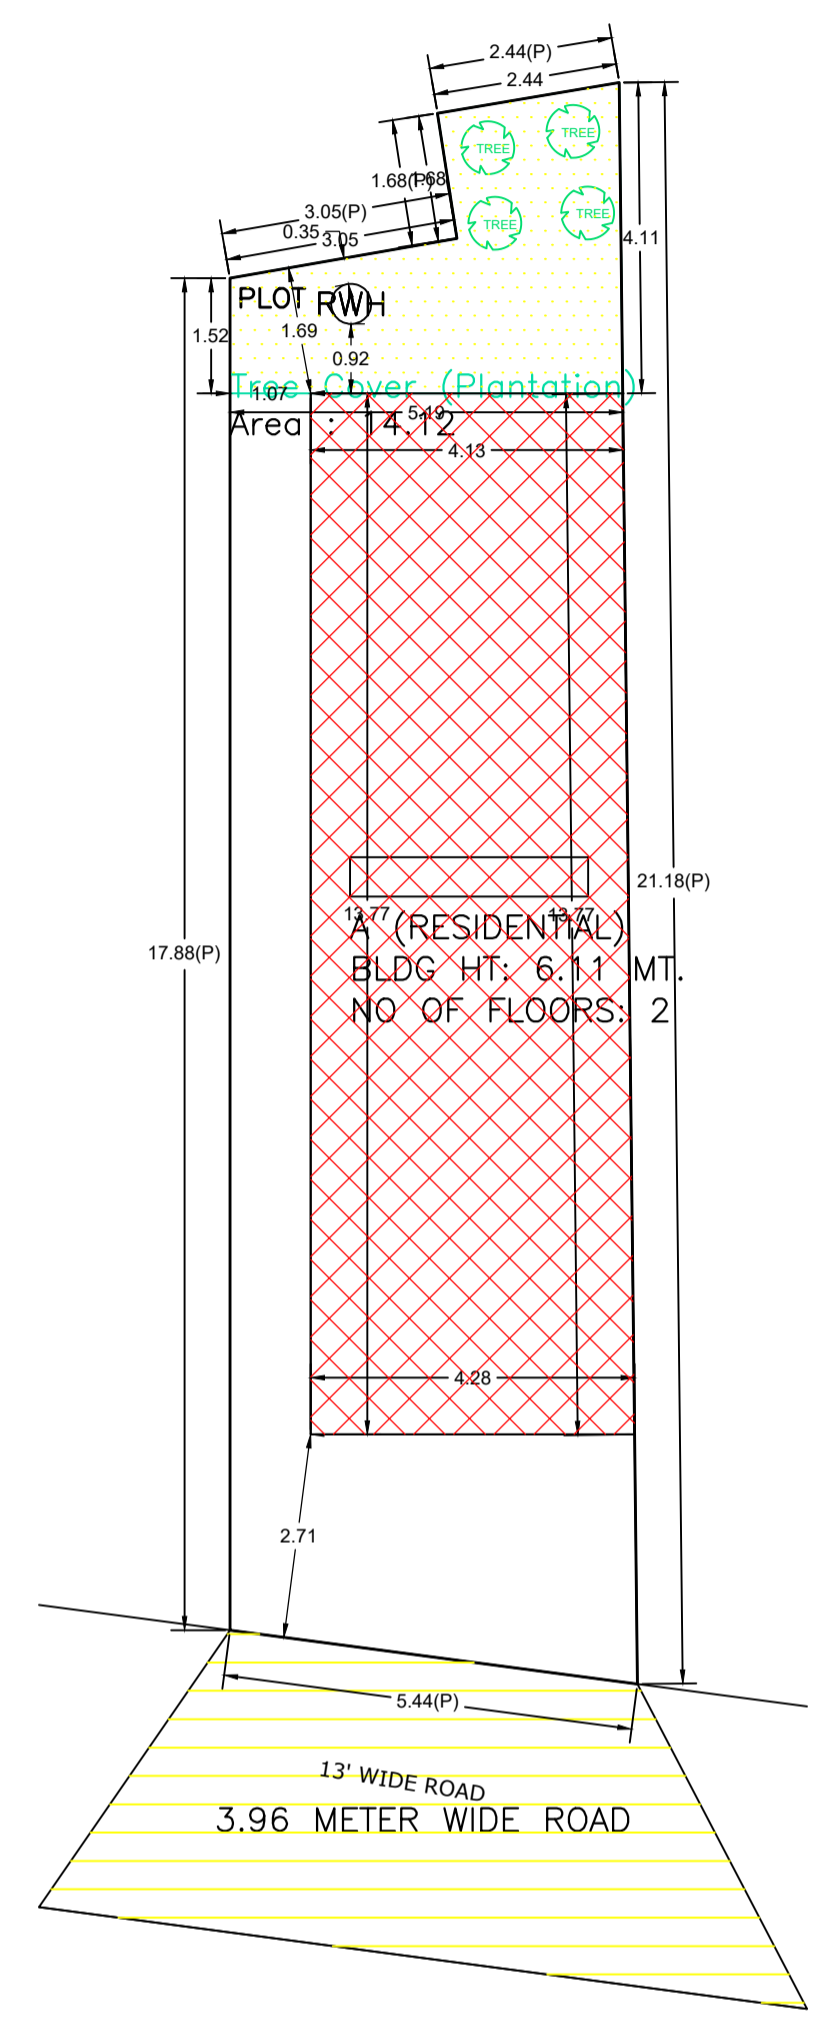 2.44(P)
2.44
TREE
TREE
1.68(P)
1.68
3.05(P)
TREE
TREE
0.35
3.05
4.11
PLOT
RWH
1.52
1.69
0.92
Tree Cover (Plantation)
1.07
5.19
Area : 14.12
4.13
21.18(P)
13.77
13.77
A (RESIDENTIAL)
17.88(P)
BLDG HT: 6.11 MT.
NO OF FLOORS: 2
4.28
2.71
5.44(P)
13' WIDE ROAD
3.96 METER WIDE ROAD